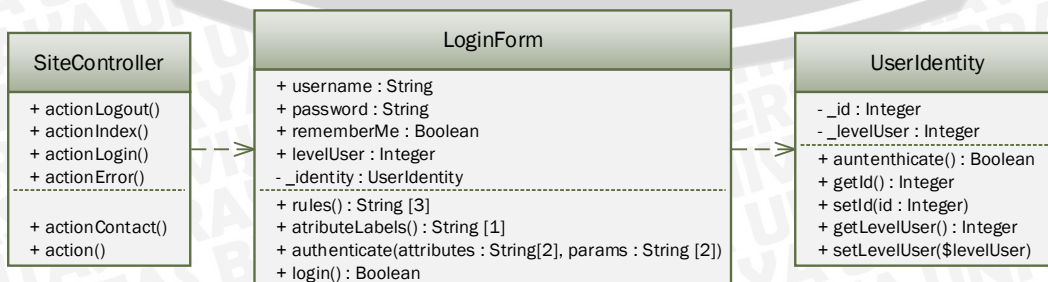 SiteController
+ actionLogout()
+ actionIndex()
+ actionLogin()
+ actionError()
+ actionContact()
+ action()
LoginForm
+ username : String
+ password : String
+ rememberMe : Boolean
+ levelUser : Integer
- _identity : UserIdentity
+ rules() : String [3]
+ atributeLabels() : String [1]
+ authenticate(attributes : String[2], params : String [2])
+ login() : Boolean
UserIdentity
- _id : Integer
- _levelUser : Integer
+ auntenthicate() : Boolean
+ getId() : Integer
+ setId(id : Integer)
+ getLevelUser() : Integer
+ setLevelUser($levelUser)